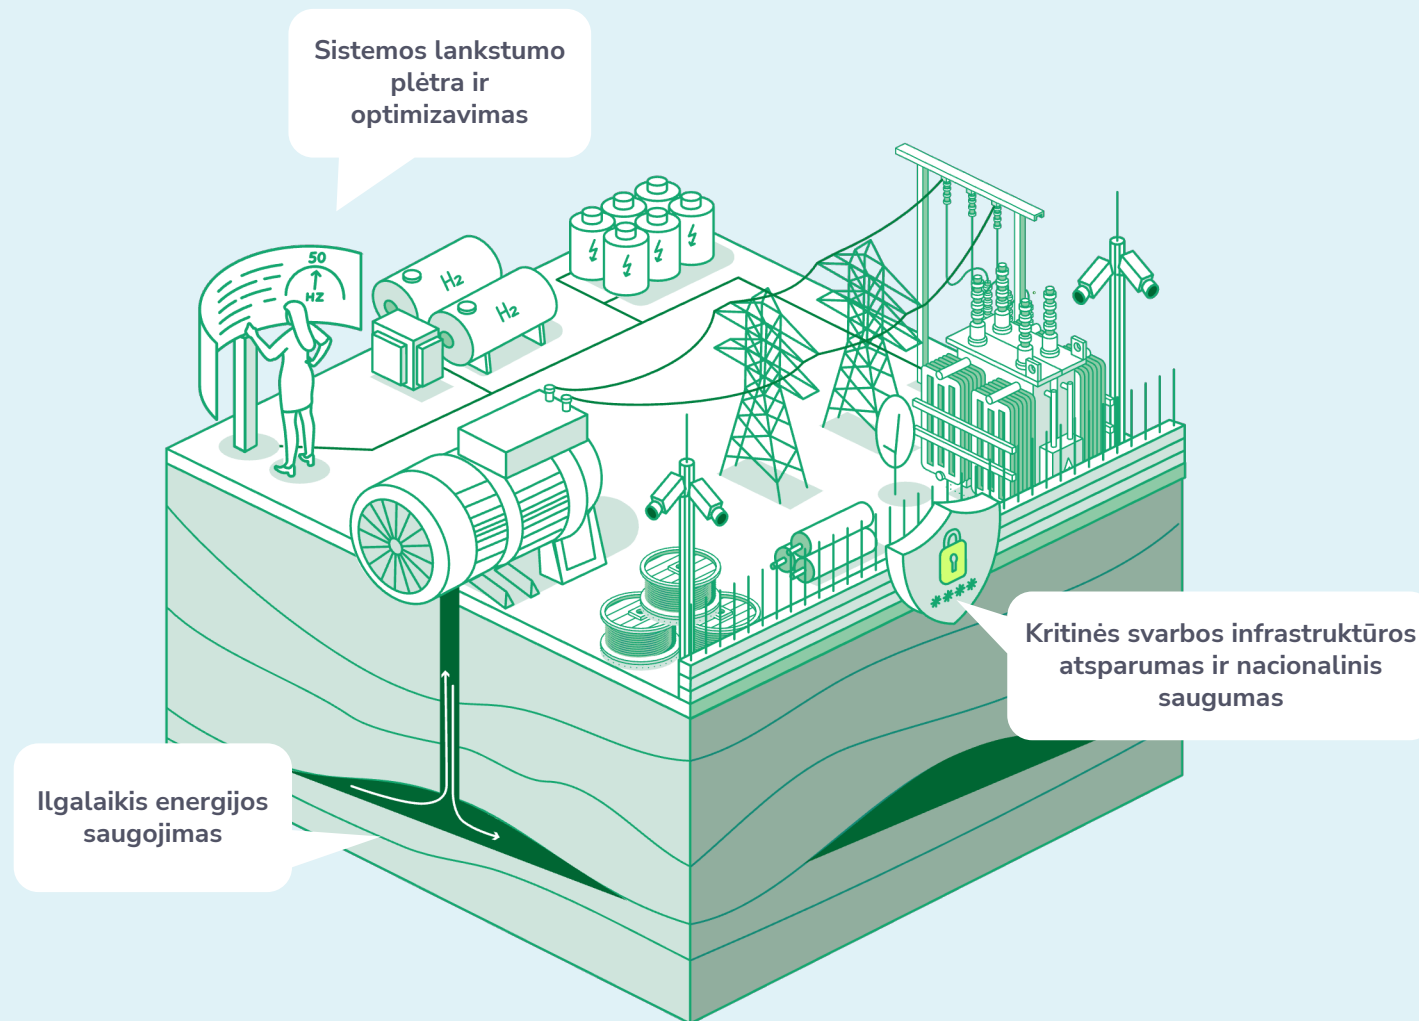 Sistemos lankstumo
plėtra ir
optimizavimas
50
HZ
H2
H2
****
Kritinės svarbos infrastruktūros
atsparumas ir nacionalinis
saugumas
Ilgalaikis energijos
saugojimas